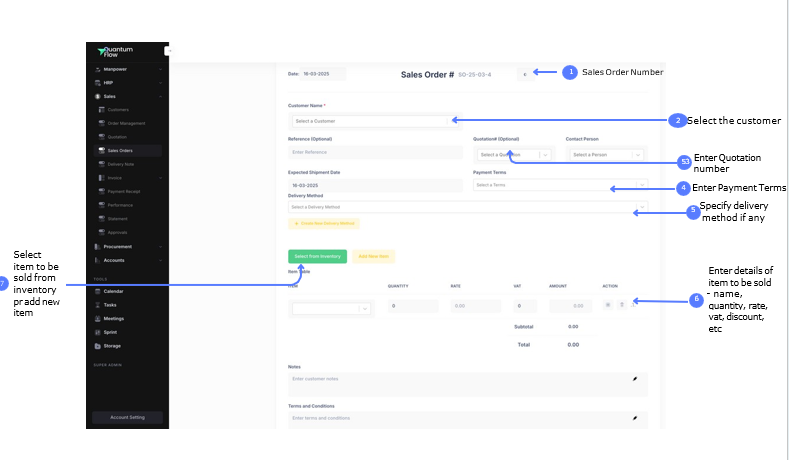 Quantum
Flow
Manpower
HRP
Sales
Customers
Order Management
Quotation
Sales Orders
Delivery Note
Invoice
Payment Receipt
Performance
Statement
Approvals
Procurement
Accounts
TOOLS
Calendar
Tasks
Meetings
Sprint
Storage
SUPER ADMIN
Account Setting
Date: 16-03-2025
Sales Order # SO-25-03-4
Customer Name *
Select a Customer
Reference (Optional)
Quotation# (Optional)
Contact Person
Enter Reference
Select a Quotation
Select a Person
Expected Shipment Date
Payment Terms
16-03-2025
Select a Terms
Delivery Method
Select a Delivery Method
+ Create New Delivery Method
Select from Inventory
Add New Item
Item Table
ITEM QUANTITY RATE VAT AMOUNT ACTION
0 0.00 0 0.00
Subtotal 0.00
Total 0.00
Notes
Enter customer notes
Terms and Conditions
Enter terms and conditions
1 Sales Order Number
2 Select the customer
53 Enter Quotation
number
4 Enter Payment Terms
5 Specify delivery
method if any
6 Enter details of
item to be sold
- name,
quantity, rate,
vat, discount,
etc
7 Select
item to be
sold from
inventory
pr add new
item